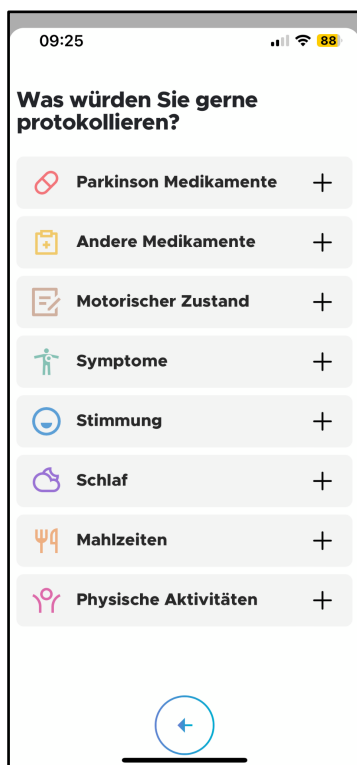 09:25
88
Was würden Sie gerne
protokollieren?
Parkinson Medikamente
Andere Medikamente
Motorischer Zustand
Symptome
Stimmung
Schlaf
Mahlzeiten
Physische Aktivitäten